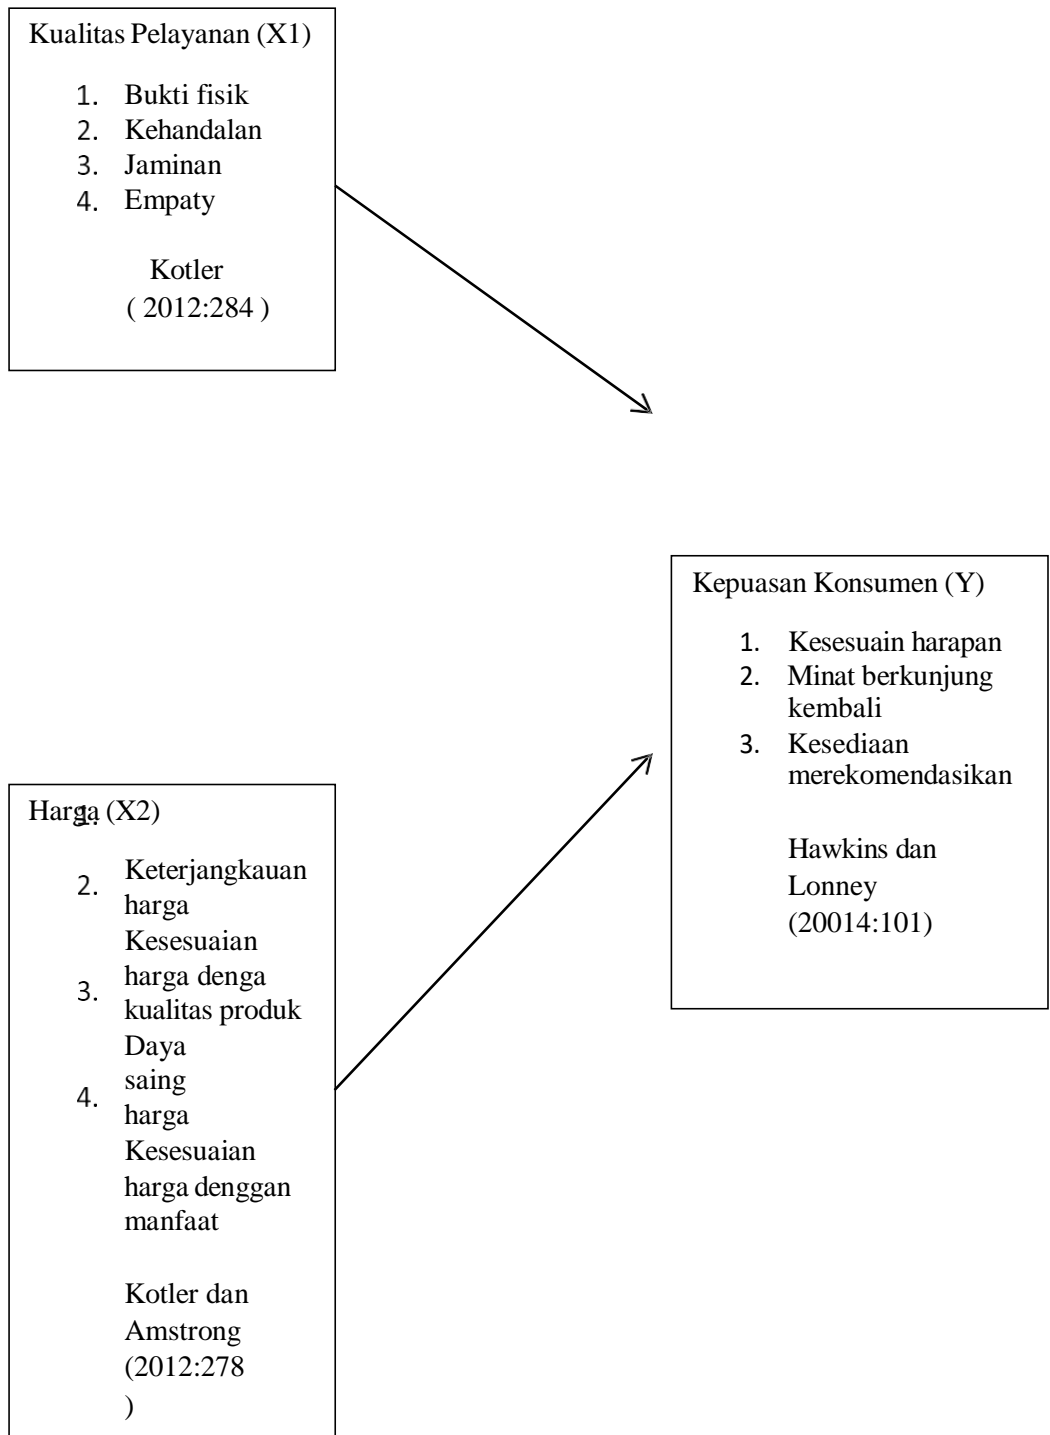 Kualitas Pelayanan (X1)
1. Bukti fisik
2. Kehandalan
3. Jaminan
4. Empaty
Kotler
( 2012:284 )
Kepuasan Konsumen (Y)
1. Kesesuain harapan
2. Minat berkunjung
kembali
3. Kesediaan
merekomendasikan
Hawkins dan
Lonney
(20014:101)
Harga (X2)
1.
2. Keterjangkauan
harga
Kesesuaian
3. harga denga
kualitas produk
Daya
saing
4. harga
Kesesuaian
harga denggan
manfaat
Kotler dan
Amstrong
(2012:278
)